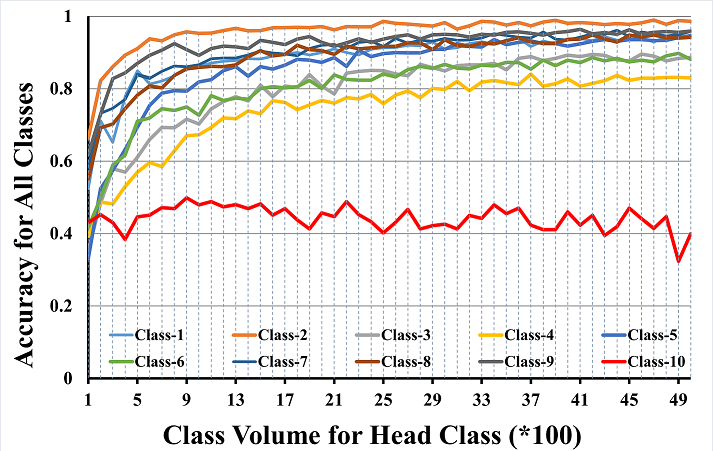 Accuracy for All Classes
1
0.8
0.6
0.4
0.2
0
Class-1 Class-2 Class-3 Class-4 Class-5
Class-6 Class-7 Class-8 Class-9 Class-10
1 5 9 13 17 21 25 29 33 37 41 45 49
Class Volume for Head Class (*100)